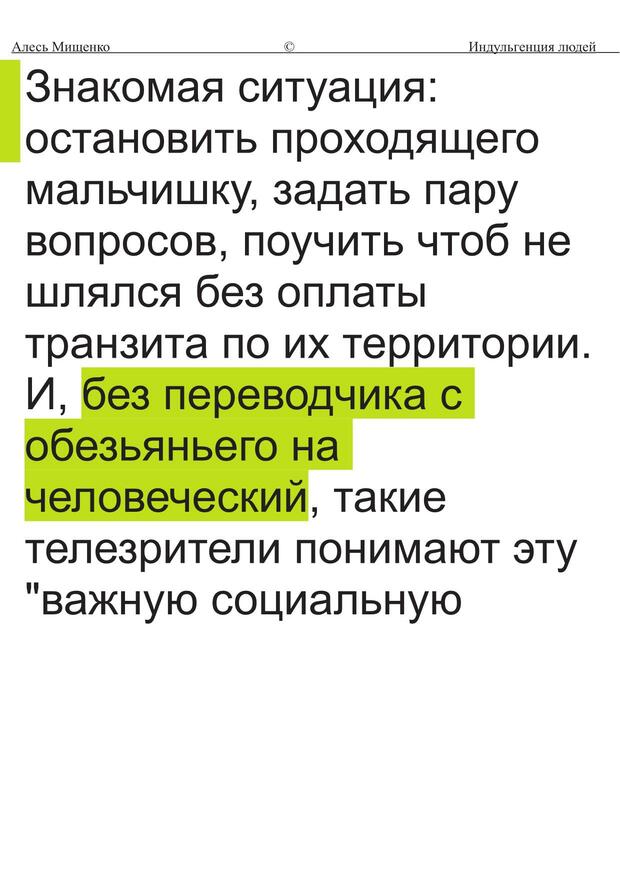 Алесь Мищенко © Индульгенция людей
Знакомая ситуация:
остановить проходящего
мальчишку, задать пару
вопросов, поучить чтоб не
шлялся без оплаты
транзита по их территории.
И, без переводчика с
обезьяньего на
человеческий, такие
телезрители понимают эту
"важную социальную